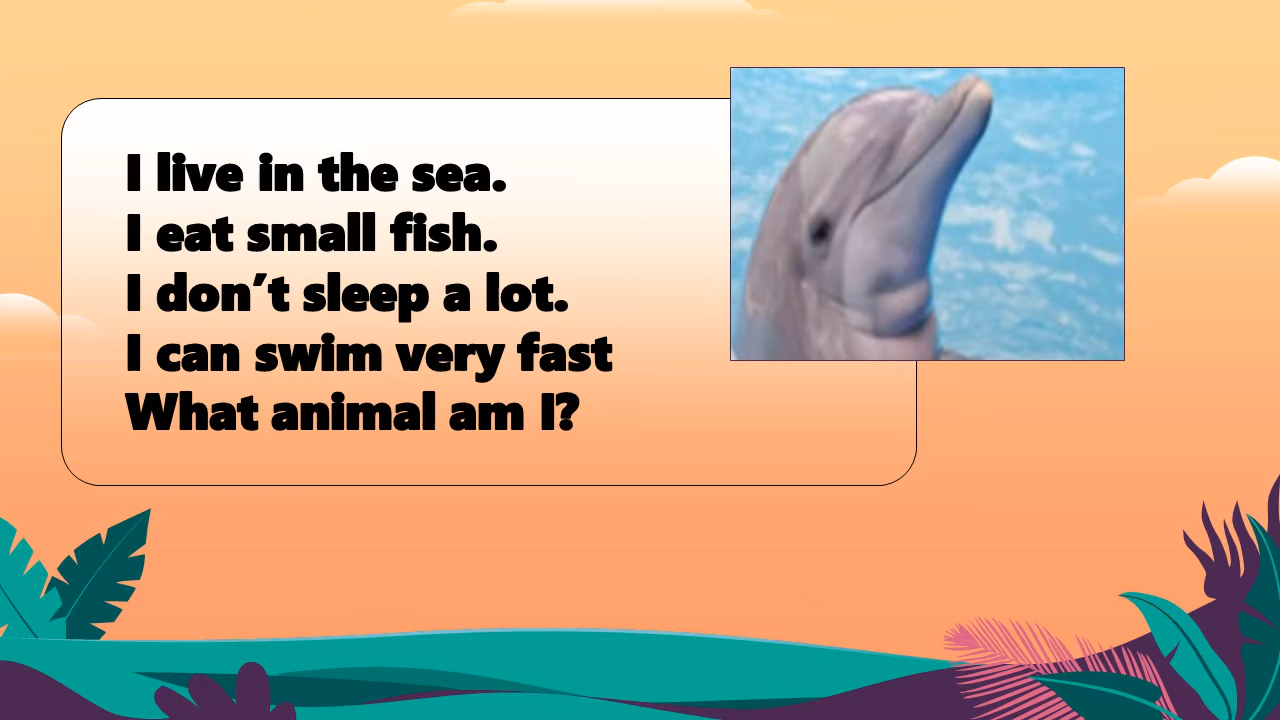 I live in the sea.
I eat small fish.
I don’t sleep a lot.
I can swim very fast
What animal am I?